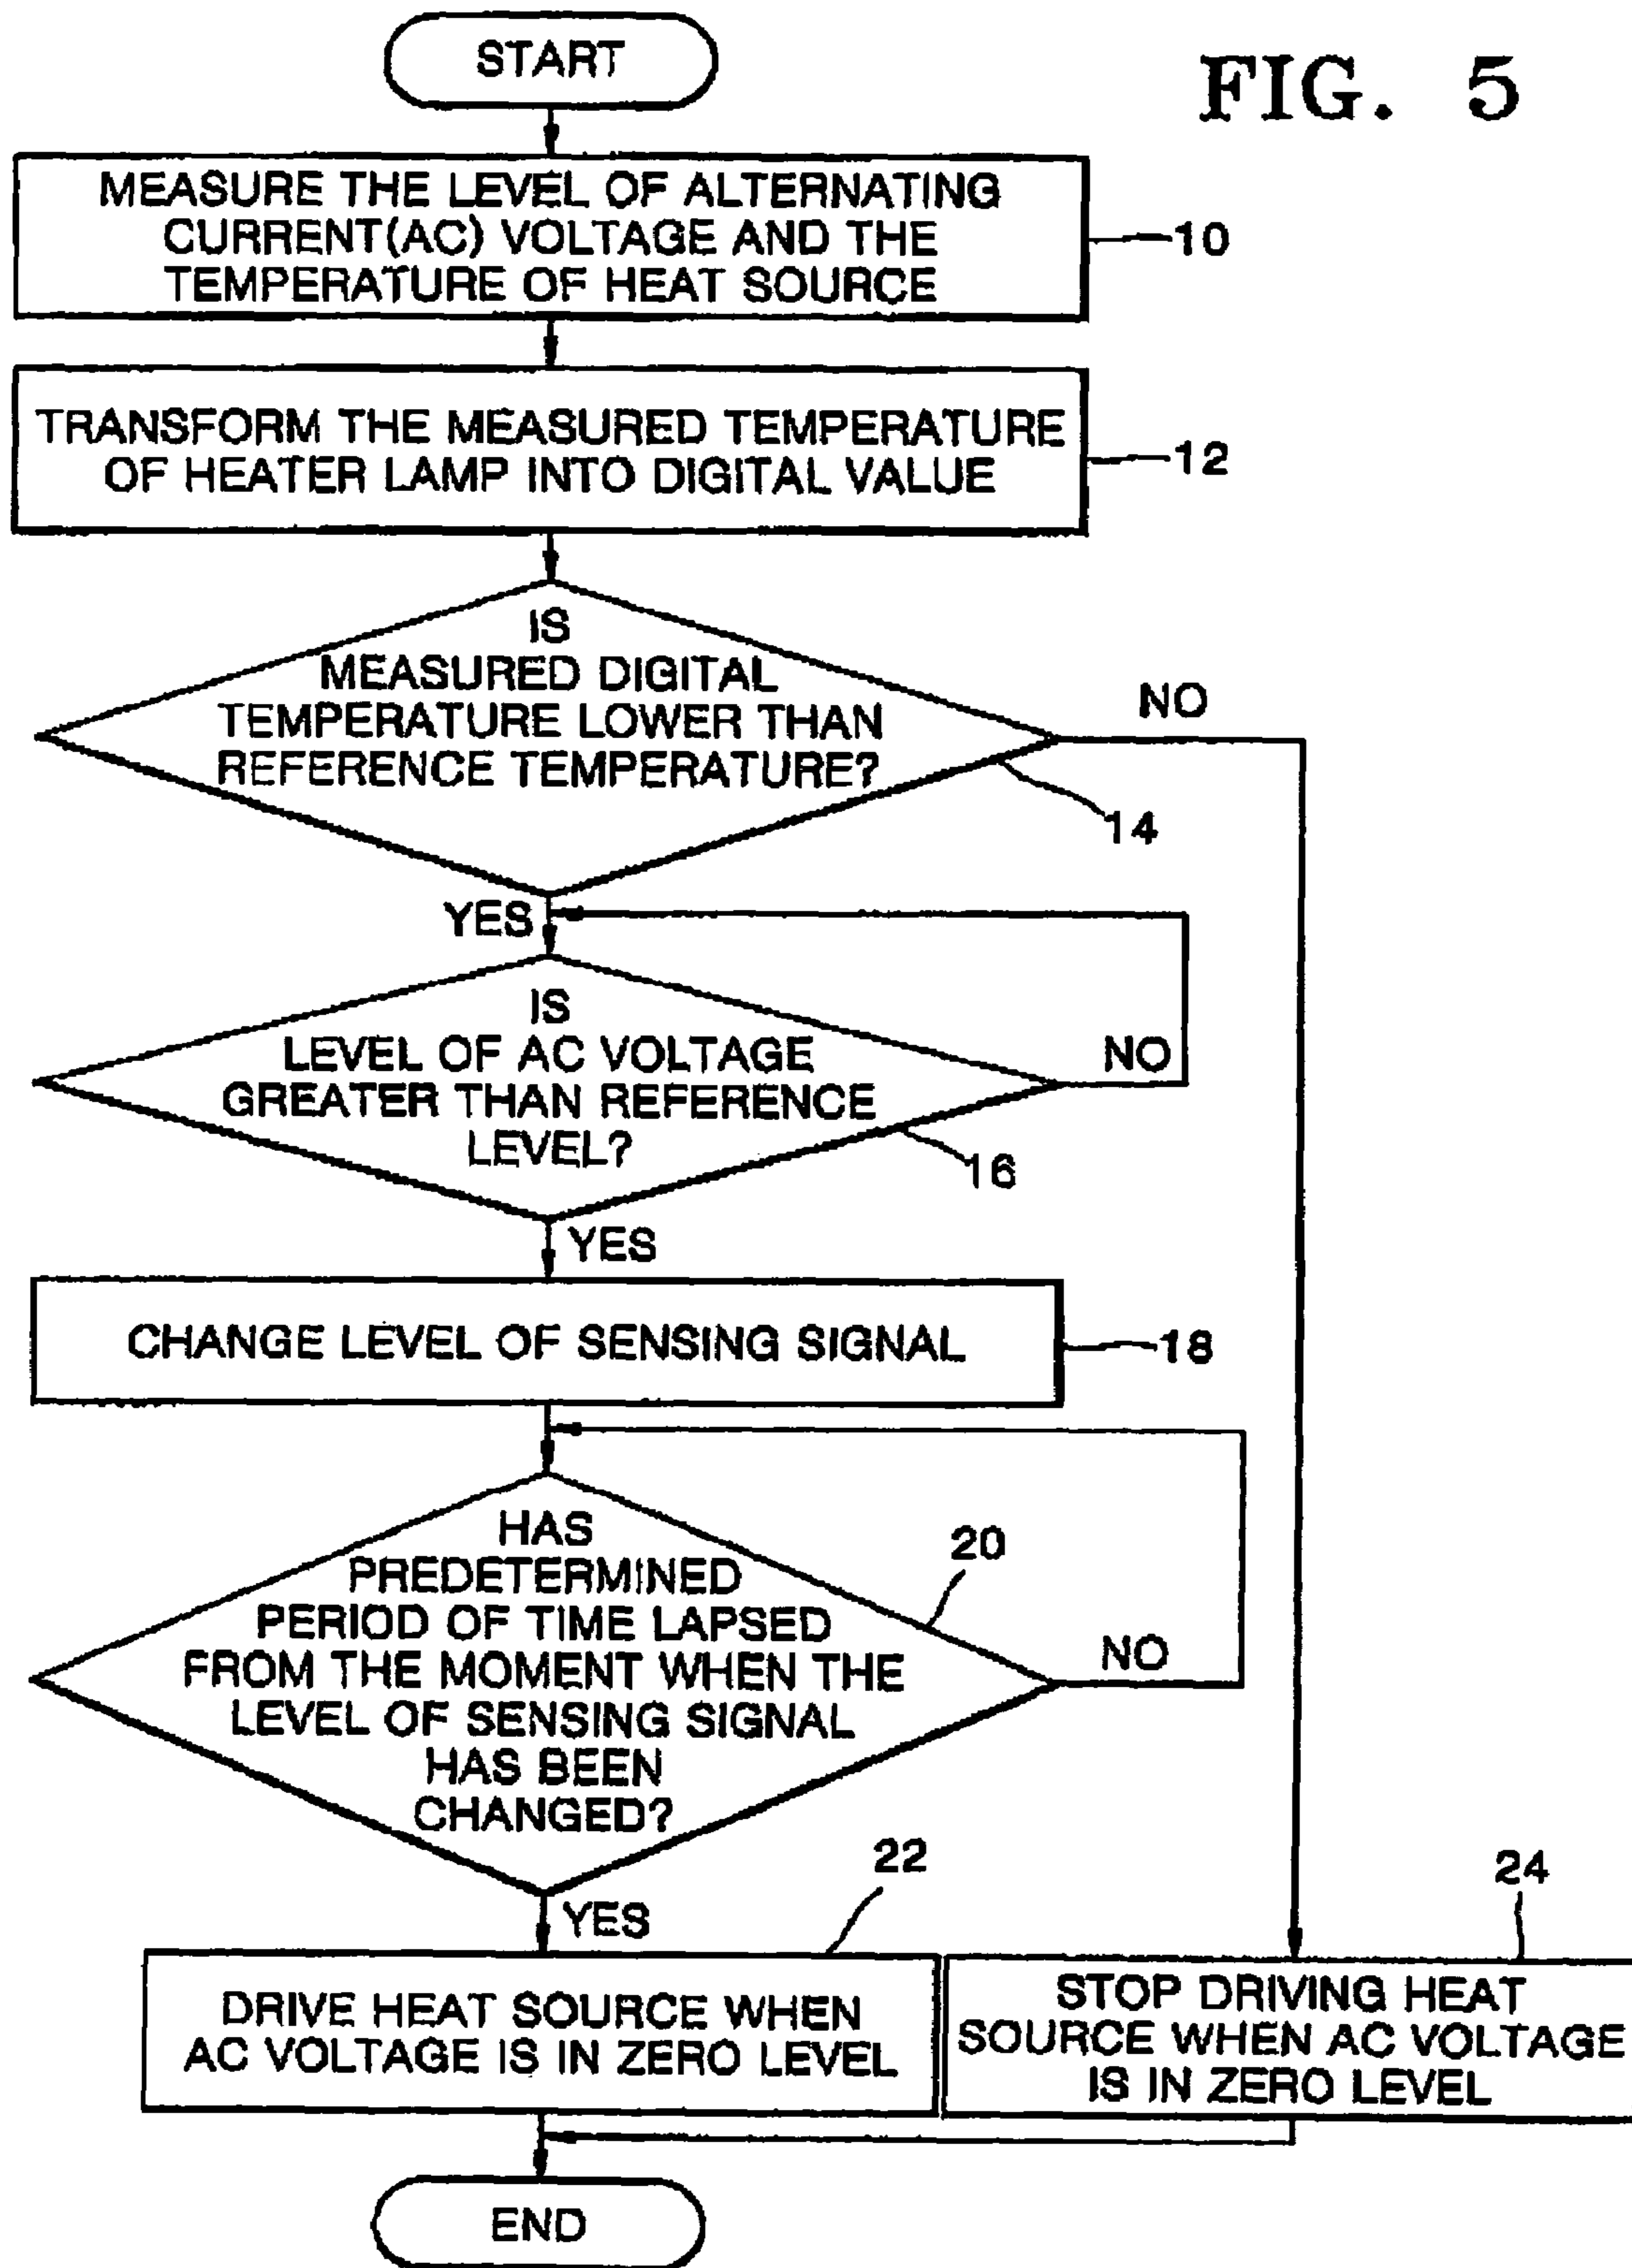 START
FIG. 5
MEASURE THE LEVEL OF ALTERNATING
CURRENT(AC) VOLTAGE AND THE
TEMPERATURE OF HEAT SOURCE
10
TRANSFORM THE MEASURED TEMPERATURE
OF HEATER LAMP INTO DIGITAL VALUE
12
IS
MEASURED DIGITAL
TEMPERATURE LOWER THAN
REFERENCE TEMPERATURE?
NO
14
YES
IS
LEVEL OF AC VOLTAGE
GREATER THAN REFERENCE
LEVEL?
NO
16
YES
CHANGE LEVEL OF SENSING SIGNAL
18
HAS
PREDETERMINED
PERIOD OF TIME LAPSED
FROM THE MOMENT WHEN THE
LEVEL OF SENSING SIGNAL
HAS BEEN
CHANGED?
20
NO
YES
22
DRIVE HEAT SOURCE WHEN
AC VOLTAGE IS IN ZERO LEVEL
24
STOP DRIVING HEAT
SOURCE WHEN AC VOLTAGE
IS IN ZERO LEVEL
END